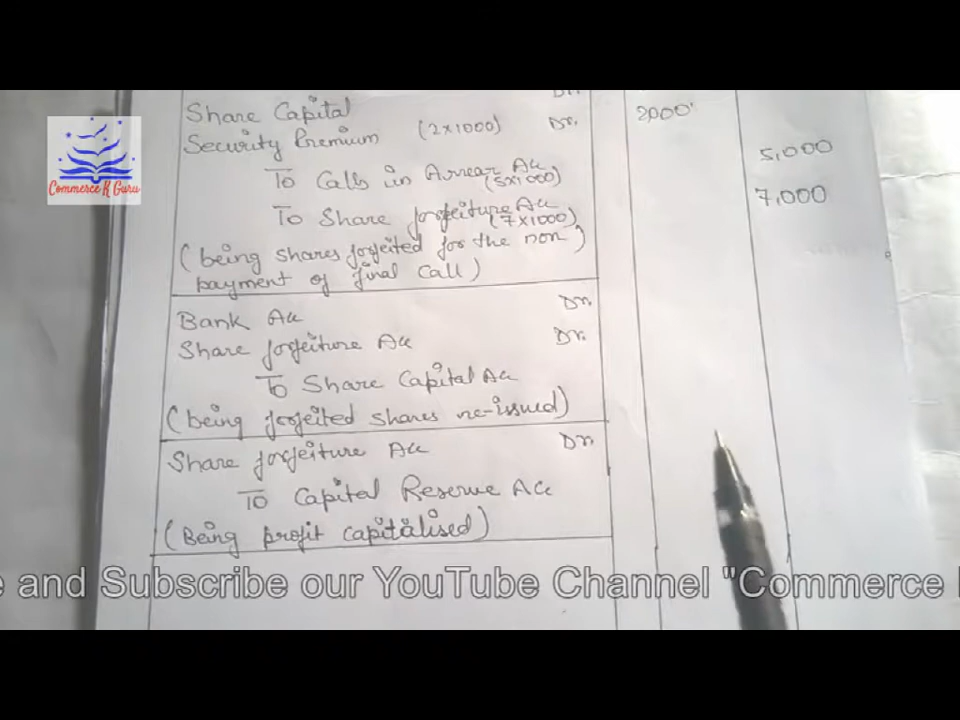 Commerce K Guru
Dr.
Share Capital
Security Premium (2x1000) Dr. 2,000
To Calls in Arrear A/c 5,000
(5x1000)
To Share forfeiture A/c 7,000
(7x1000)
(being shares forfeited for the non
payment of final call)
Bank A/c Dr.
Share forfeiture A/c Dr.
To Share Capital A/c
(being forfeited shares re-issued)
Share forfeiture A/c Dr
To Capital Reserve A/c
(Being profit capitalised)
and Subscribe our YouTube Channel "Commerce